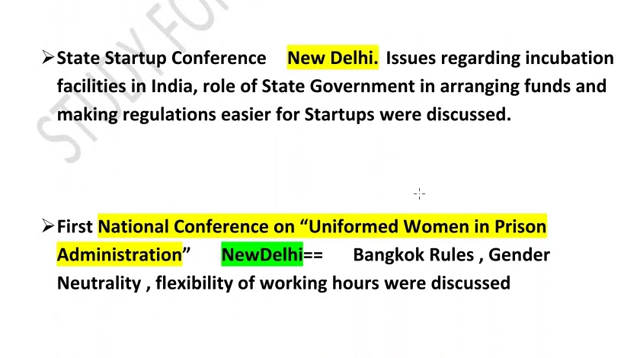 STUDY FOR
➢State Startup Conference New Delhi. Issues regarding incubation
facilities in India, role of State Government in arranging funds and
making regulations easier for Startups were discussed.
➢First National Conference on “Uniformed Women in Prison
Administration” NewDelhi== Bangkok Rules , Gender
Neutrality , flexibility of working hours were discussed